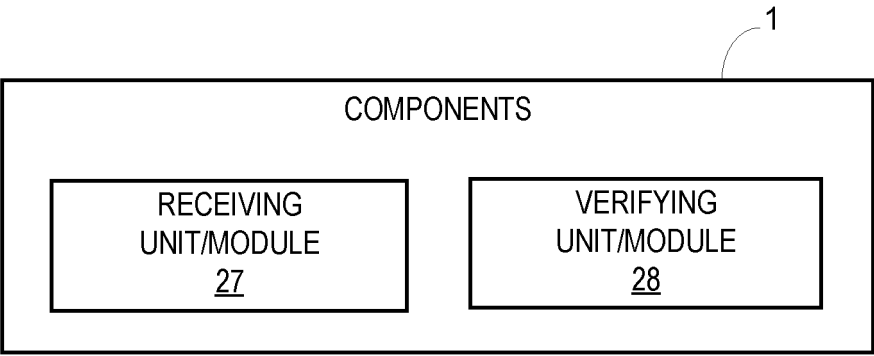 1
COMPONENTS
RECEIVING
UNIT/MODULE
27
VERIFYING
UNIT/MODULE
28